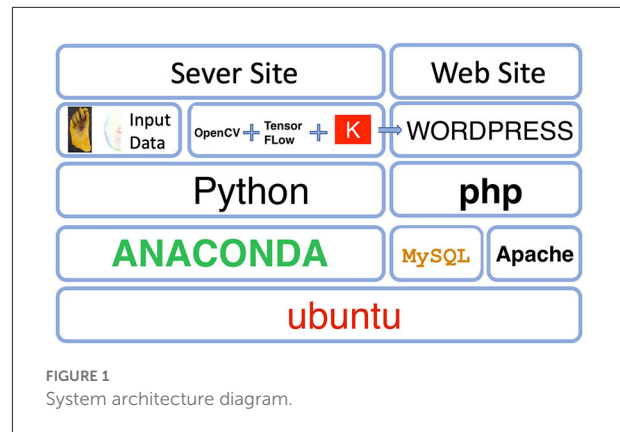 Sever Site
Web Site
Input
Data
OpenCV + Tensor
FLow + K
WORDPRESS
Python
php
ANACONDA
MySQL
Apache
ubuntu
FIGURE 1
System architecture diagram.